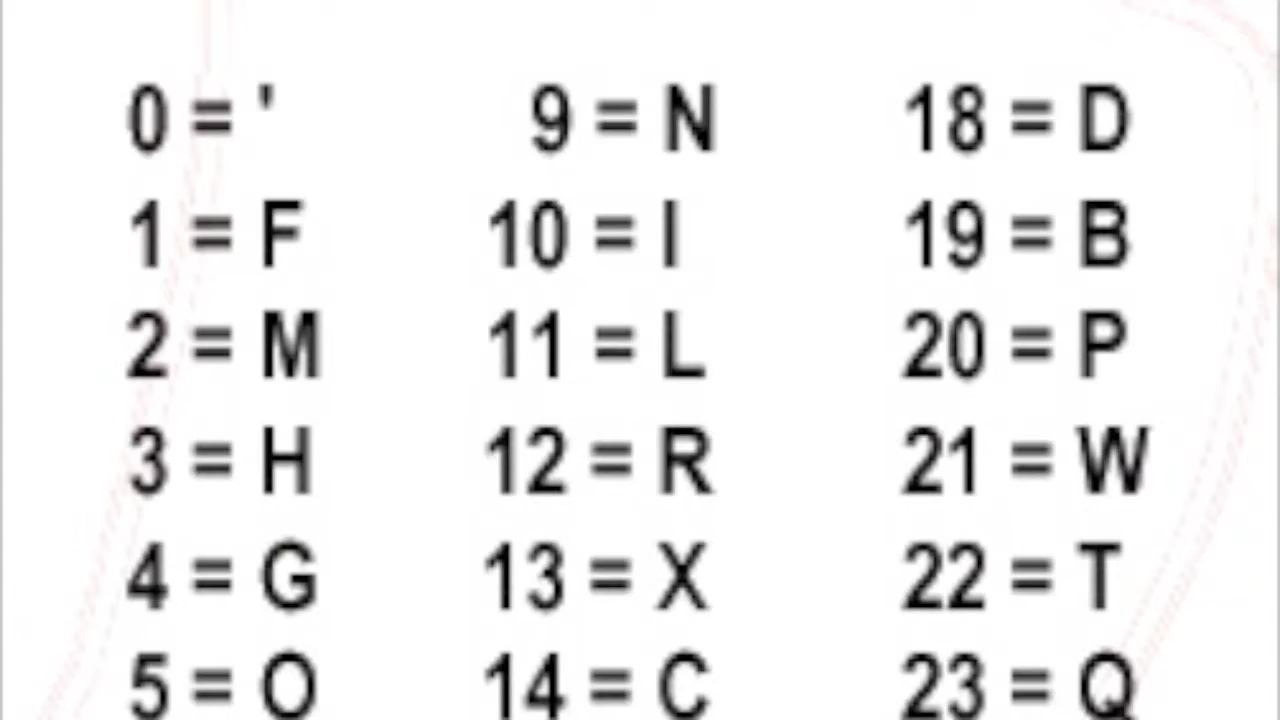 0 = ' 9 = N 18 = D
1 = F 10 = I 19 = B
2 = M 11 = L 20 = P
3 = H 12 = R 21 = W
4 = G 13 = X 22 = T
5 = O 14 = C 23 = Q